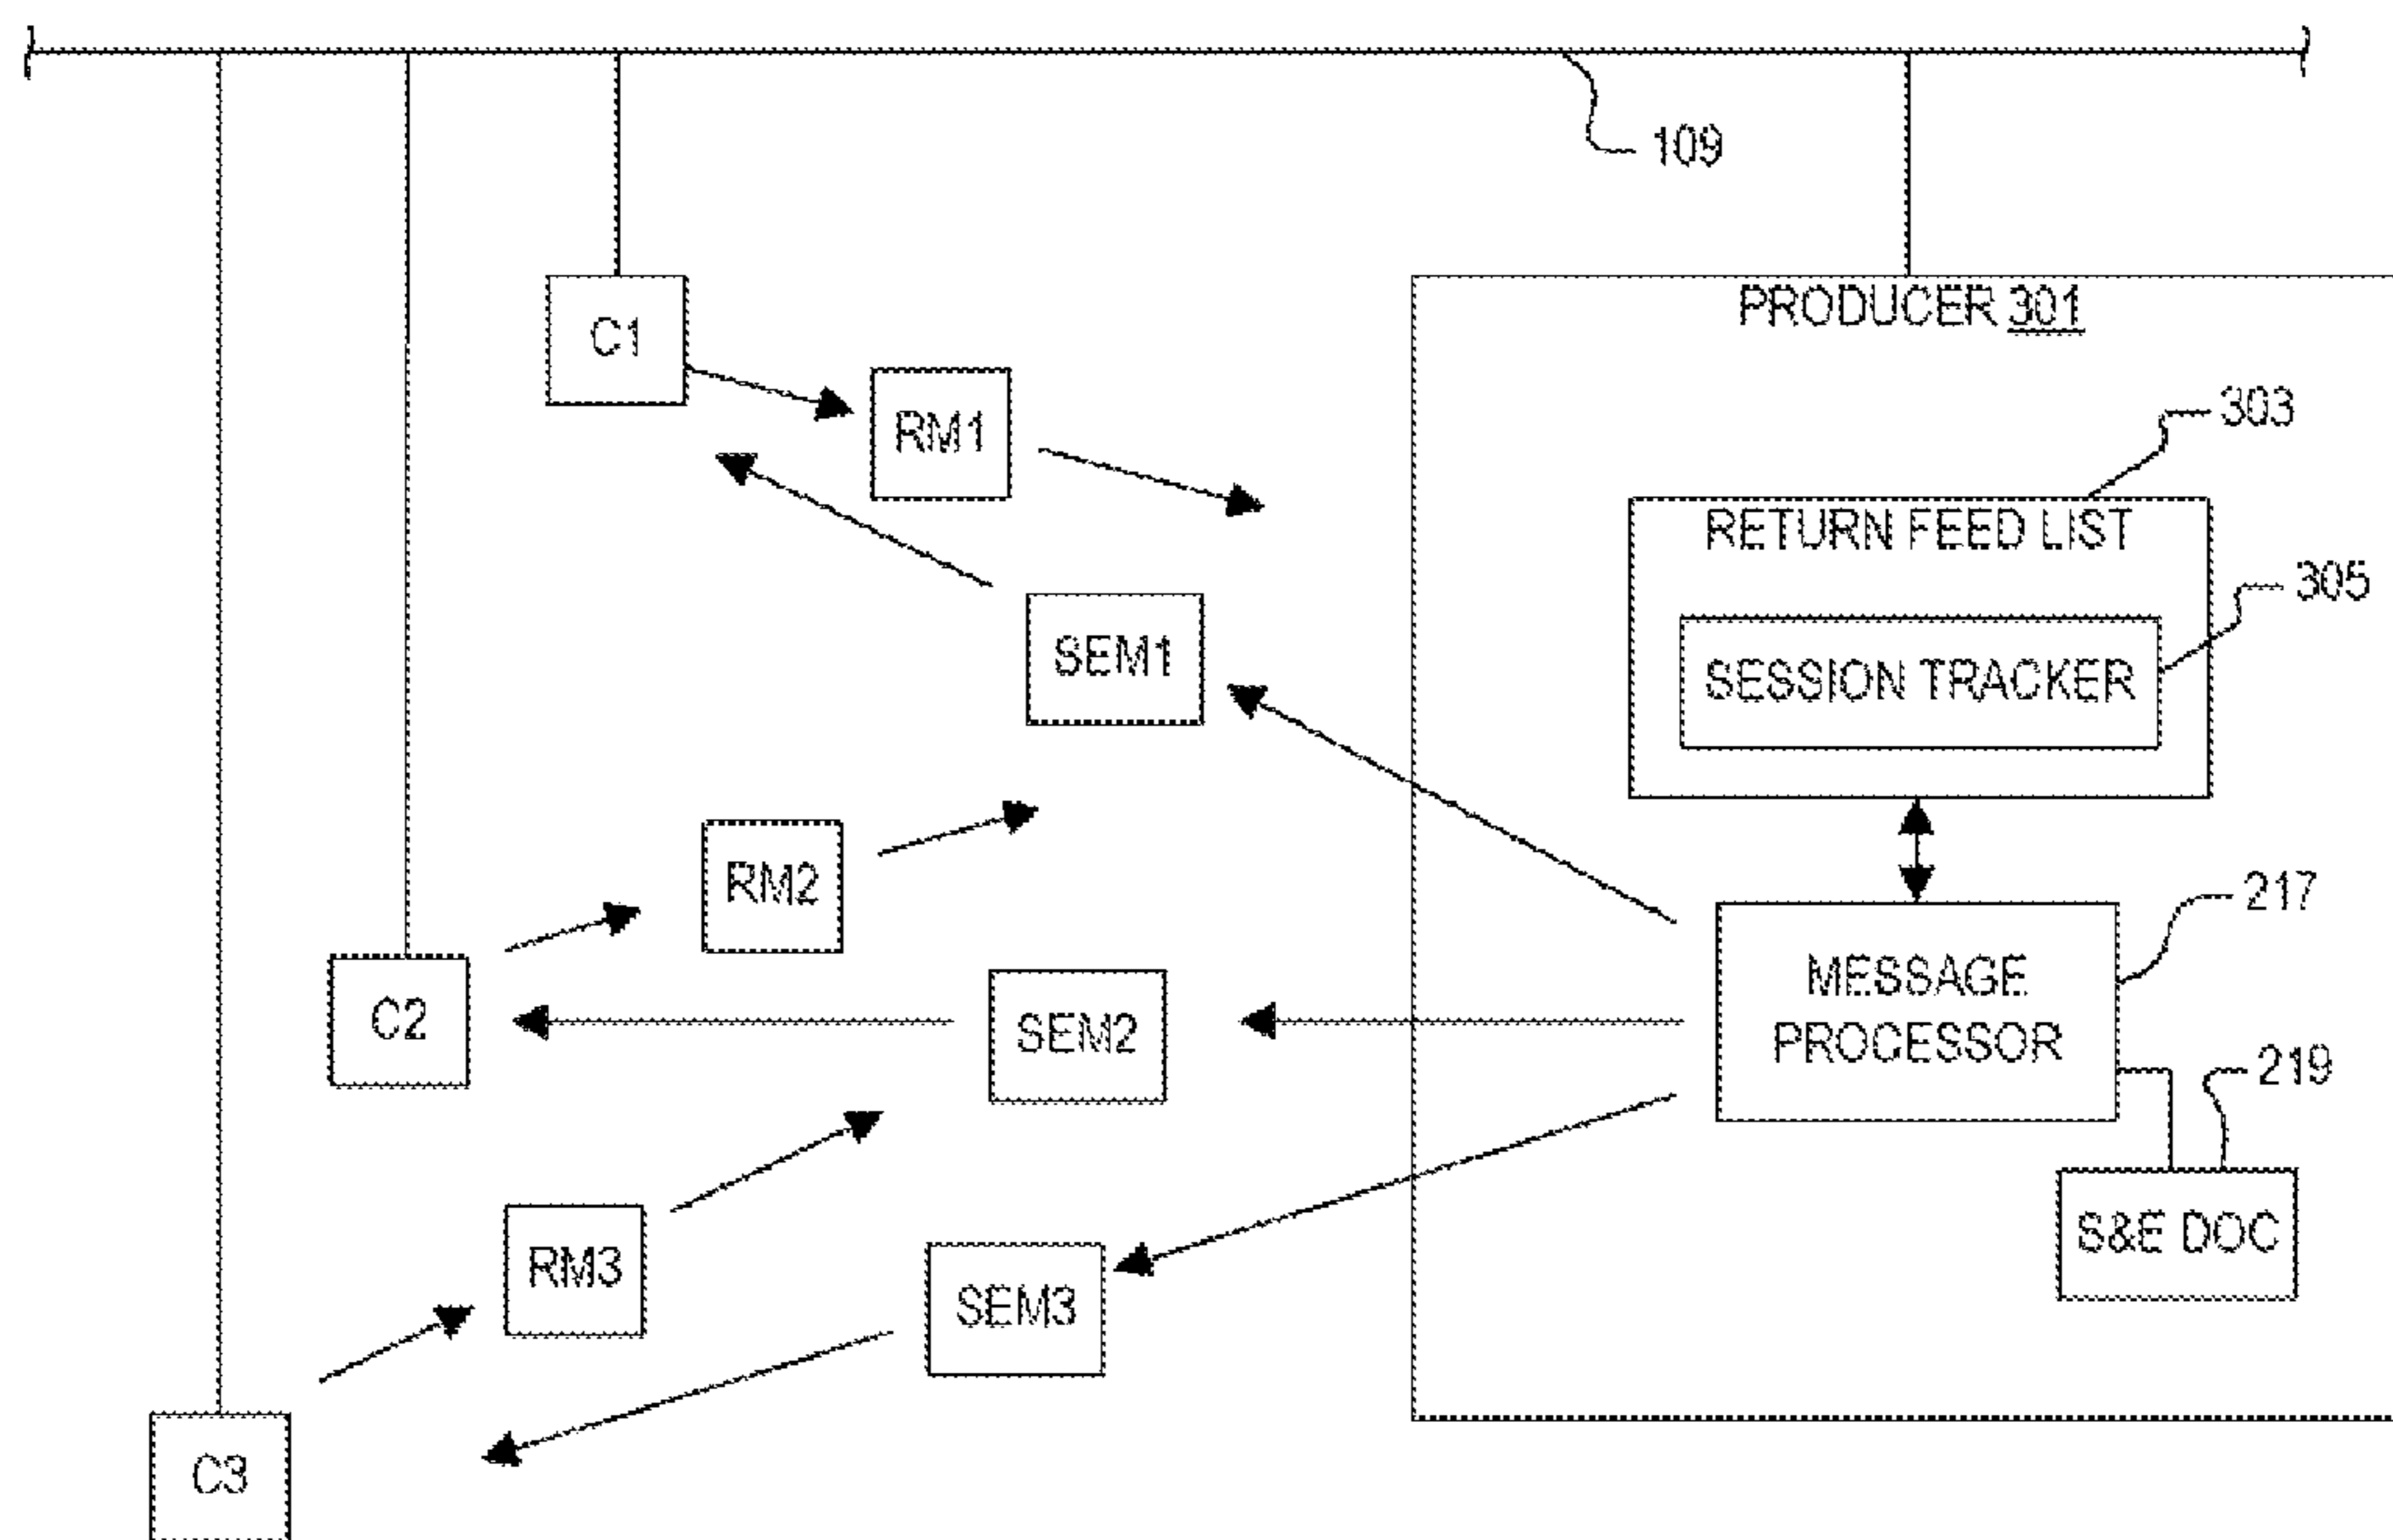 109
PRODUCER 301
C1
303
RM1
RETURN FEED LIST
305
SEM1
SESSION TRACKER
RM2
217
MESSAGE
PROCESSOR
C2
SEM2
219
S&E DOC
RM3
SEM3
C3